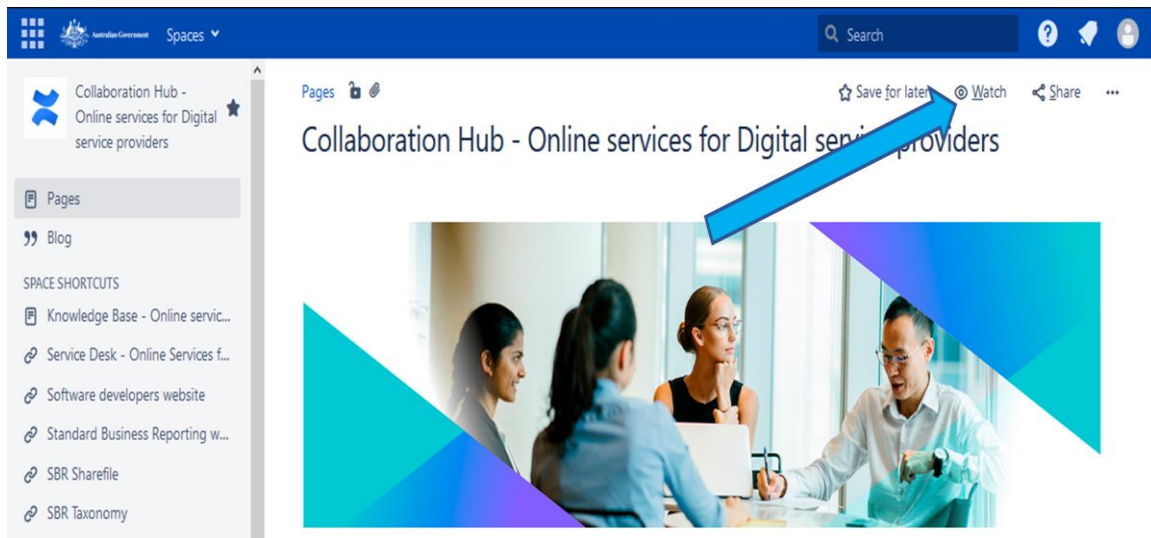 Australian Government Spaces Search
Collaboration Hub -
Online services for Digital
service providers
Pages
Blog
SPACE SHORTCUTS
Knowledge Base - Online servic...
Service Desk - Online Services f...
Software developers website
Standard Business Reporting w...
SBR Sharefile
SBR Taxonomy
Pages Save for later Watch Share
Collaboration Hub - Online services for Digital service providers